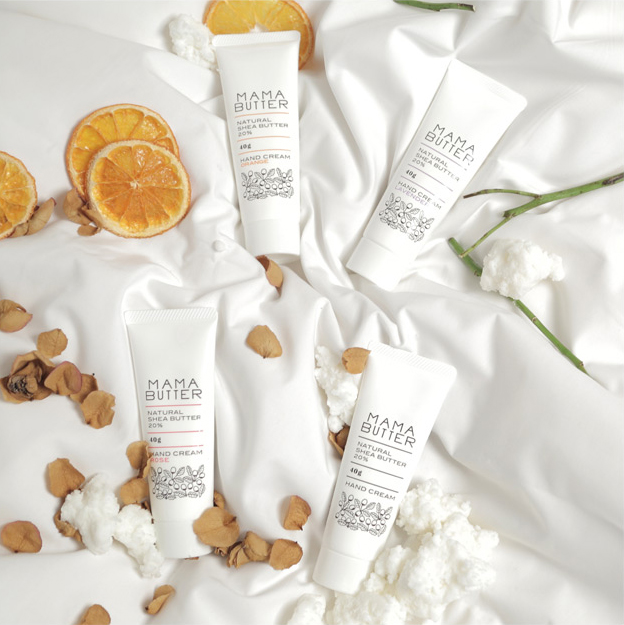 MAMA
BUTTER
NATURAL
SHEA BUTTER
20%
40g
HAND CREAM
ORANGE
MAMA
BUTTER
NATURAL
SHEA BUTTER
20%
40g
HAND CREAM
LAVENDER
MAMA
BUTTER
NATURAL
SHEA BUTTER
20%
40g
HAND CREAM
ROSE
MAMA
BUTTER
NATURAL
SHEA BUTTER
20%
40g
HAND CREAM